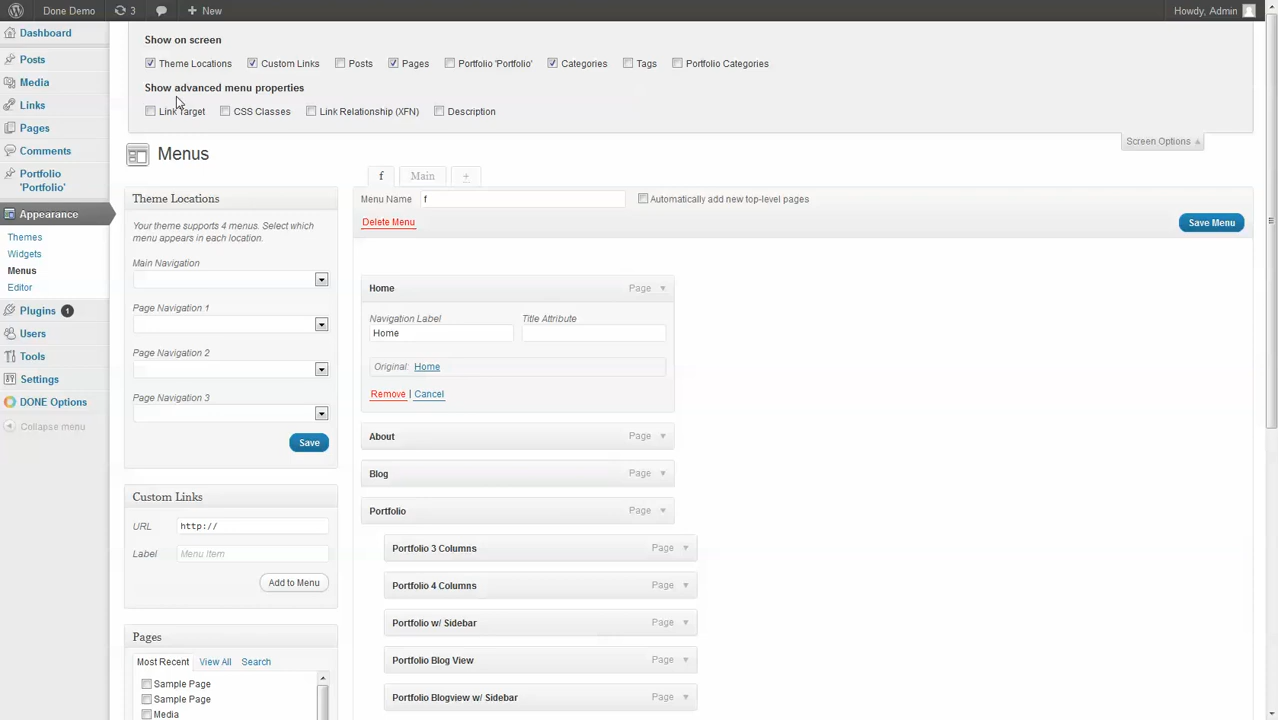 Done Demo 3 New Howdy, Admin
Dashboard
Posts
Media
Links
Pages
Comments
Portfolio
'Portfolio'
Appearance
Themes
Widgets
Menus
Editor
Plugins 1
Users
Tools
Settings
DONE Options
Collapse menu
Show on screen
Theme Locations Custom Links Posts Pages Portfolio 'Portfolio' Categories Tags Portfolio Categories
Show advanced menu properties
Link Target CSS Classes Link Relationship (XFN) Description
Screen Options
Menus
Theme Locations
Your theme supports 4 menus. Select which
menu appears in each location.
Main Navigation
Page Navigation 1
Page Navigation 2
Page Navigation 3
Save
Custom Links
URL http://
Label Menu Item
Add to Menu
Pages
Most Recent View All Search
Sample Page
Sample Page
Media
f Main +
Menu Name f Automatically add new top-level pages
Delete Menu Save Menu
Home Page
Navigation Label Title Attribute
Home
Original: Home
Remove | Cancel
About Page
Blog Page
Portfolio Page
Portfolio 3 Columns Page
Portfolio 4 Columns Page
Portfolio w/ Sidebar Page
Portfolio Blog View Page
Portfolio Blogview w/ Sidebar Page